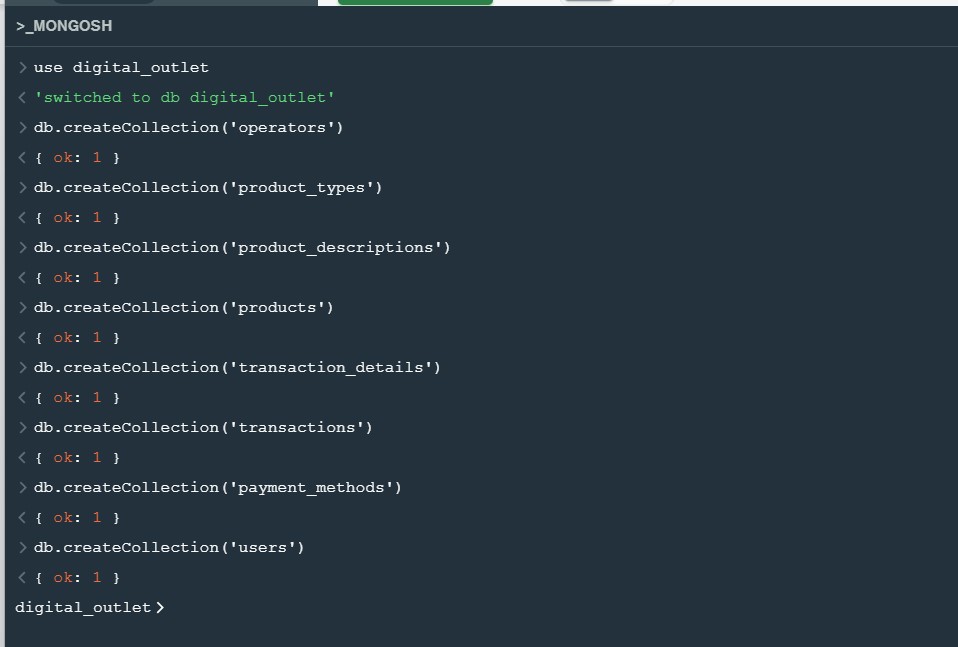 >_MONGOSH
> use digital_outlet
< 'switched to db digital_outlet'
> db.createCollection('operators')
< { ok: 1 }
> db.createCollection('product_types')
< { ok: 1 }
> db.createCollection('product_descriptions')
< { ok: 1 }
> db.createCollection('products')
< { ok: 1 }
> db.createCollection('transaction_details')
< { ok: 1 }
> db.createCollection('transactions')
< { ok: 1 }
> db.createCollection('payment_methods')
< { ok: 1 }
> db.createCollection('users')
< { ok: 1 }
digital_outlet>